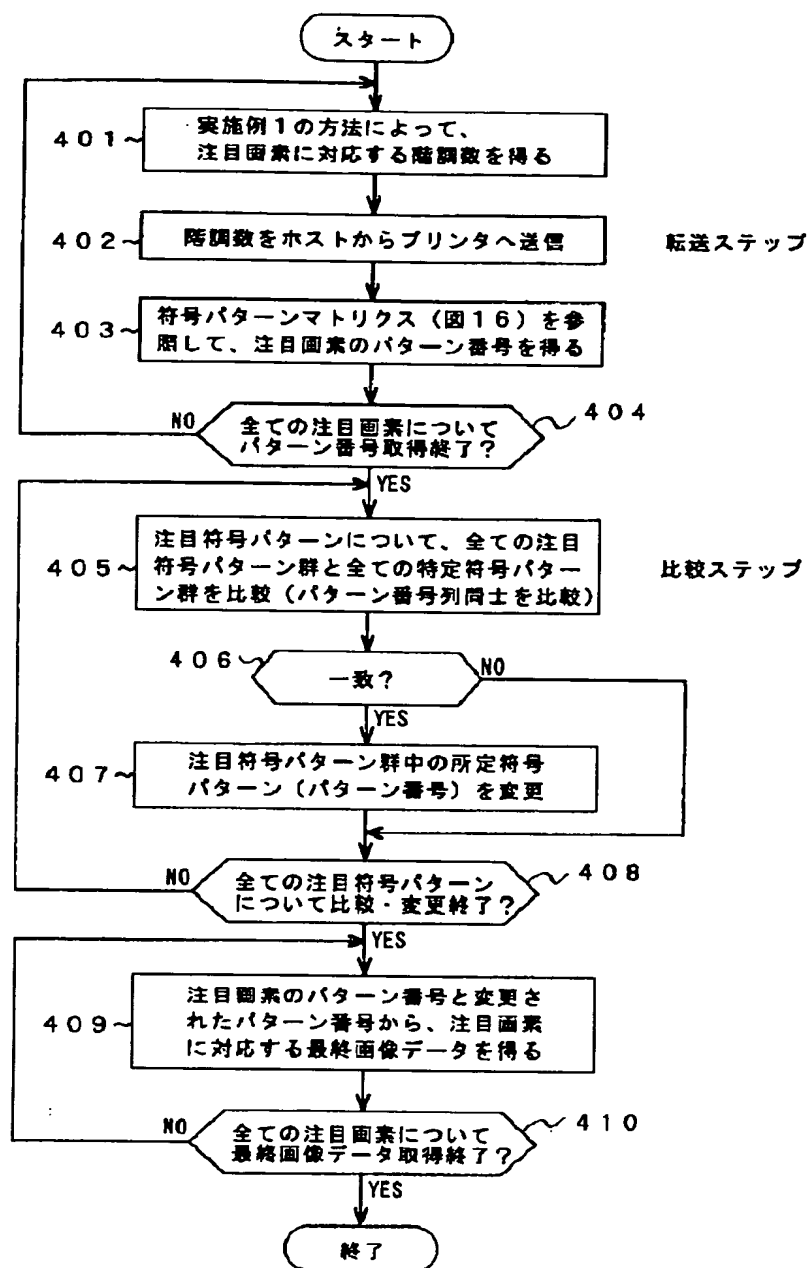 スタート
401
実施例1の方法によって、
注目画素に対応する階調数を得る
402
階調数をホストからプリンタへ送信
転送ステップ
403
符号パターンマトリクス(図16)を参
照して、注目画素のパターン番号を得る
404
全ての注目画素について
パターン番号取得終了?
NO
YES
405
注目符号パターンについて、全ての注目
符号パターン群と全ての特定符号パター
ン群を比較(パターン番号列同士を比較)
比較ステップ
406
一致?
NO
YES
407
注目符号パターン群中の所定符号
パターン(パターン番号)を変更
408
全ての注目符号パターン
について比較・変更終了?
NO
YES
409
注目画素のパターン番号と変更さ
れたパターン番号から、注目画素
に対応する最終画像データを得る
410
全ての注目画素について
最終画像データ取得終了?
NO
YES
終了